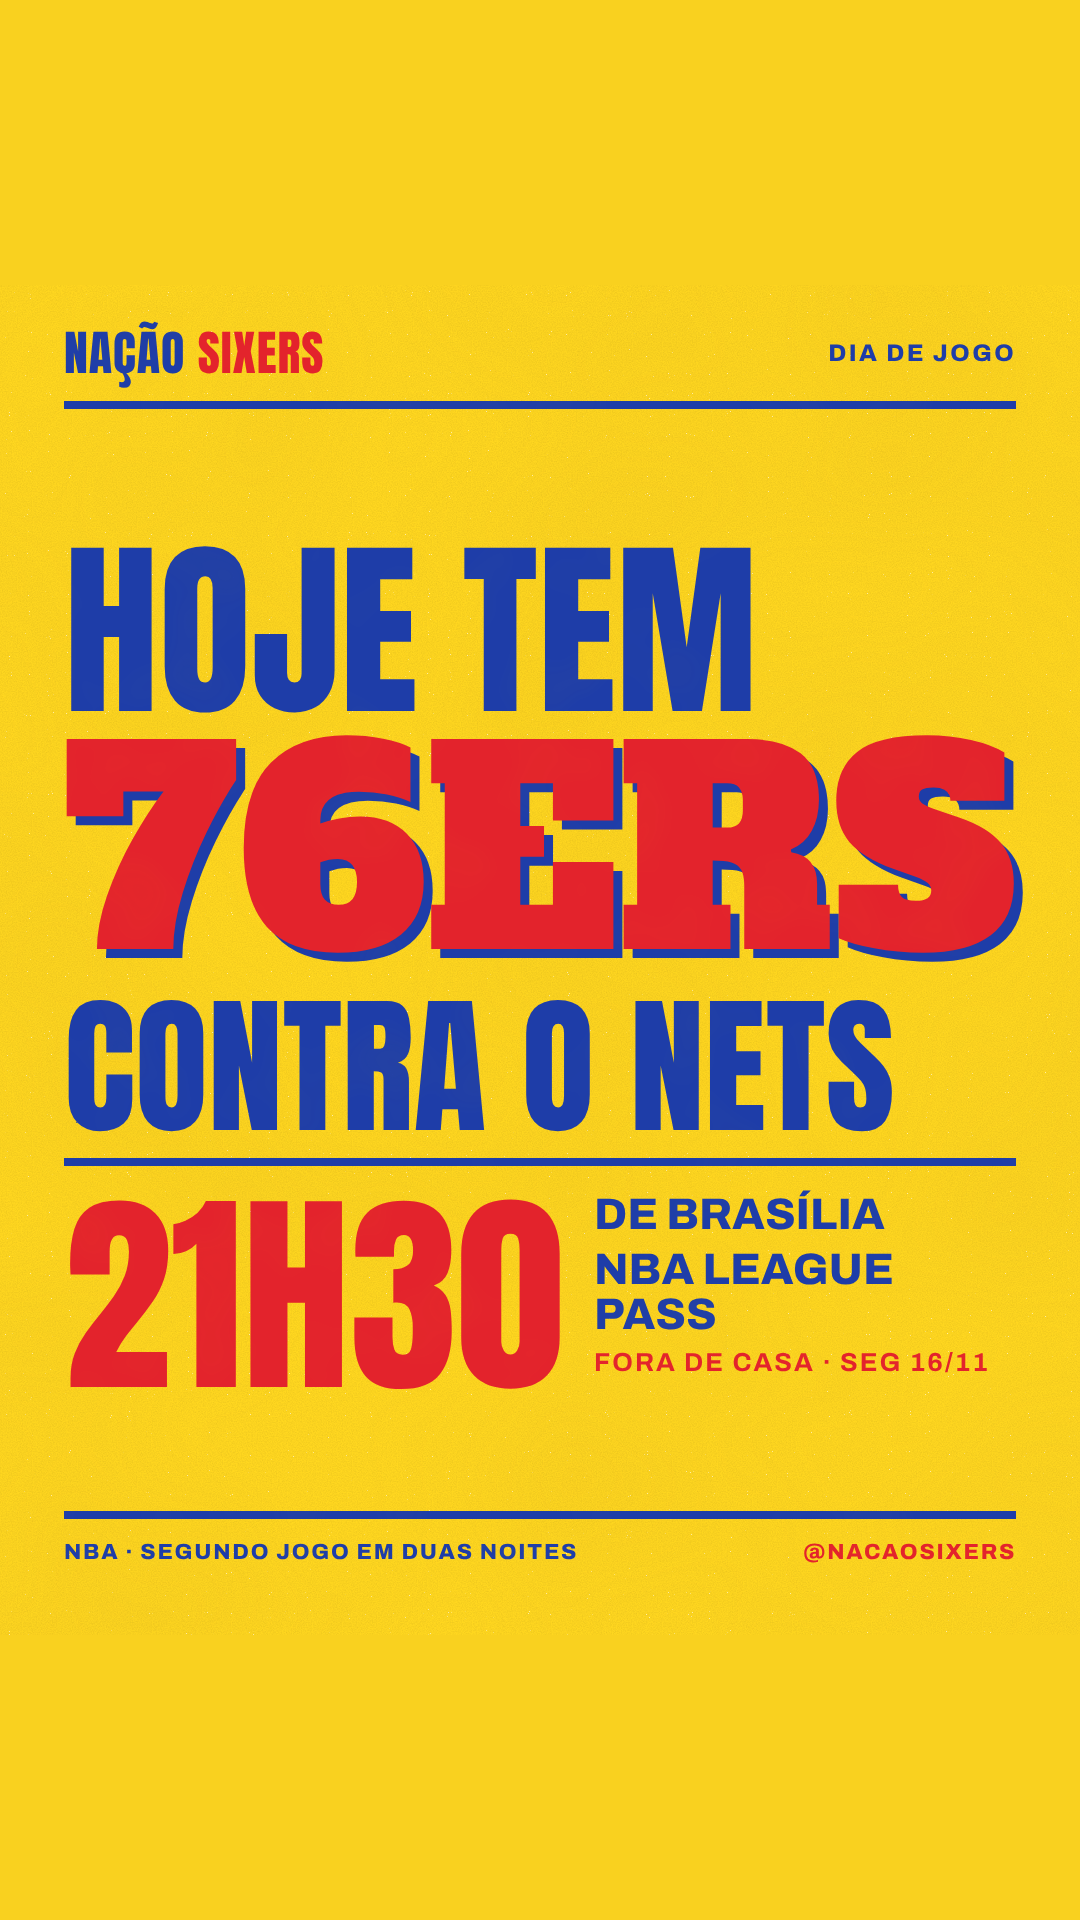 NAÇÃO SIXERS
DIA DE JOGO
HOJE TEM
76ERS
CONTRA O NETS
21H30
DE BRASÍLIA
NBA LEAGUE
PASS
FORA DE CASA · SEG 16/11
NBA · SEGUNDO JOGO EM DUAS NOITES
@NACAOSIXERS